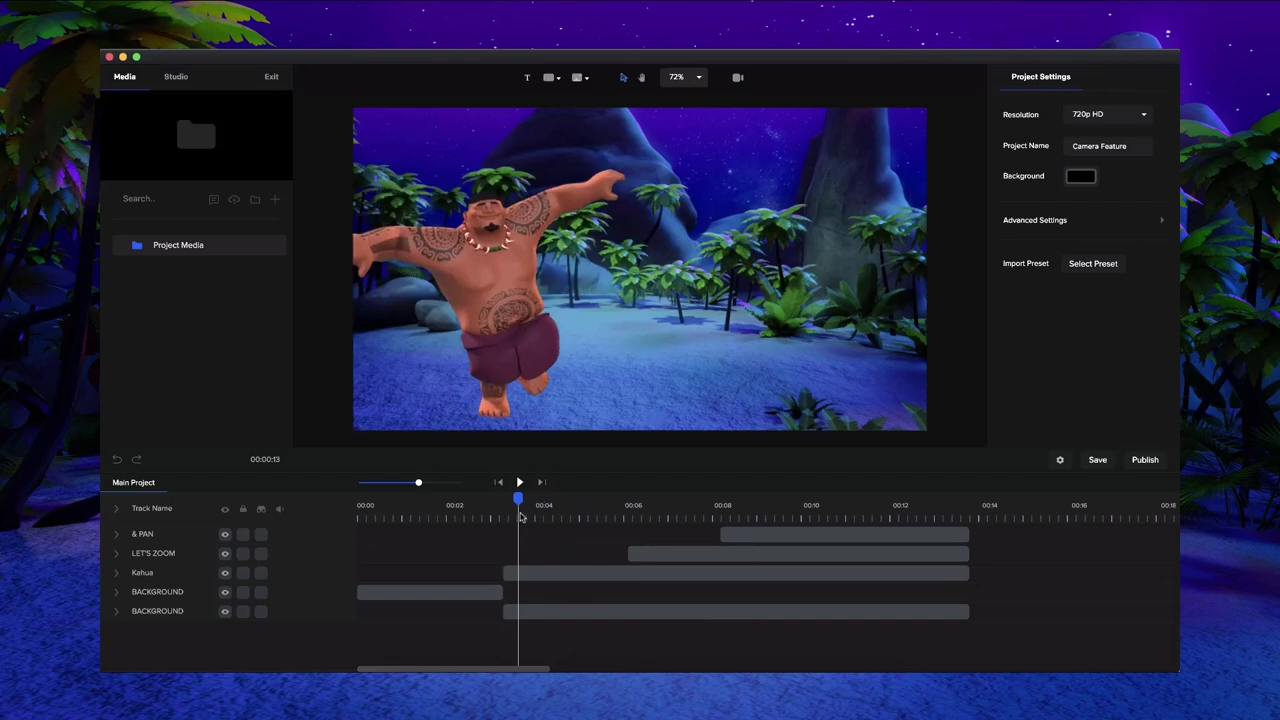 Media Studio Exit
T 72%
Project Settings
Resolution 720p HD
Project Name Camera Feature
Background
Search..
Advanced Settings
Project Media
Import Preset Select Preset
00:00:13 Save Publish
Main Project
Track Name 00:00 00:02 00:04 00:06 00:08 00:10 00:12 00:14 00:16 00:18
& PAN
LET'S ZOOM
Kahua
BACKGROUND
BACKGROUND